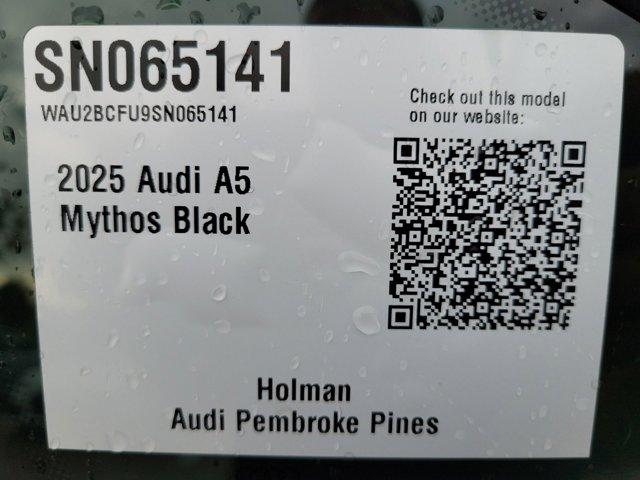 SN065141
WAU2BCFU9SN065141
Check out this model
on our website:
2025 Audi A5
Mythos Black
Holman
Audi Pembroke Pines